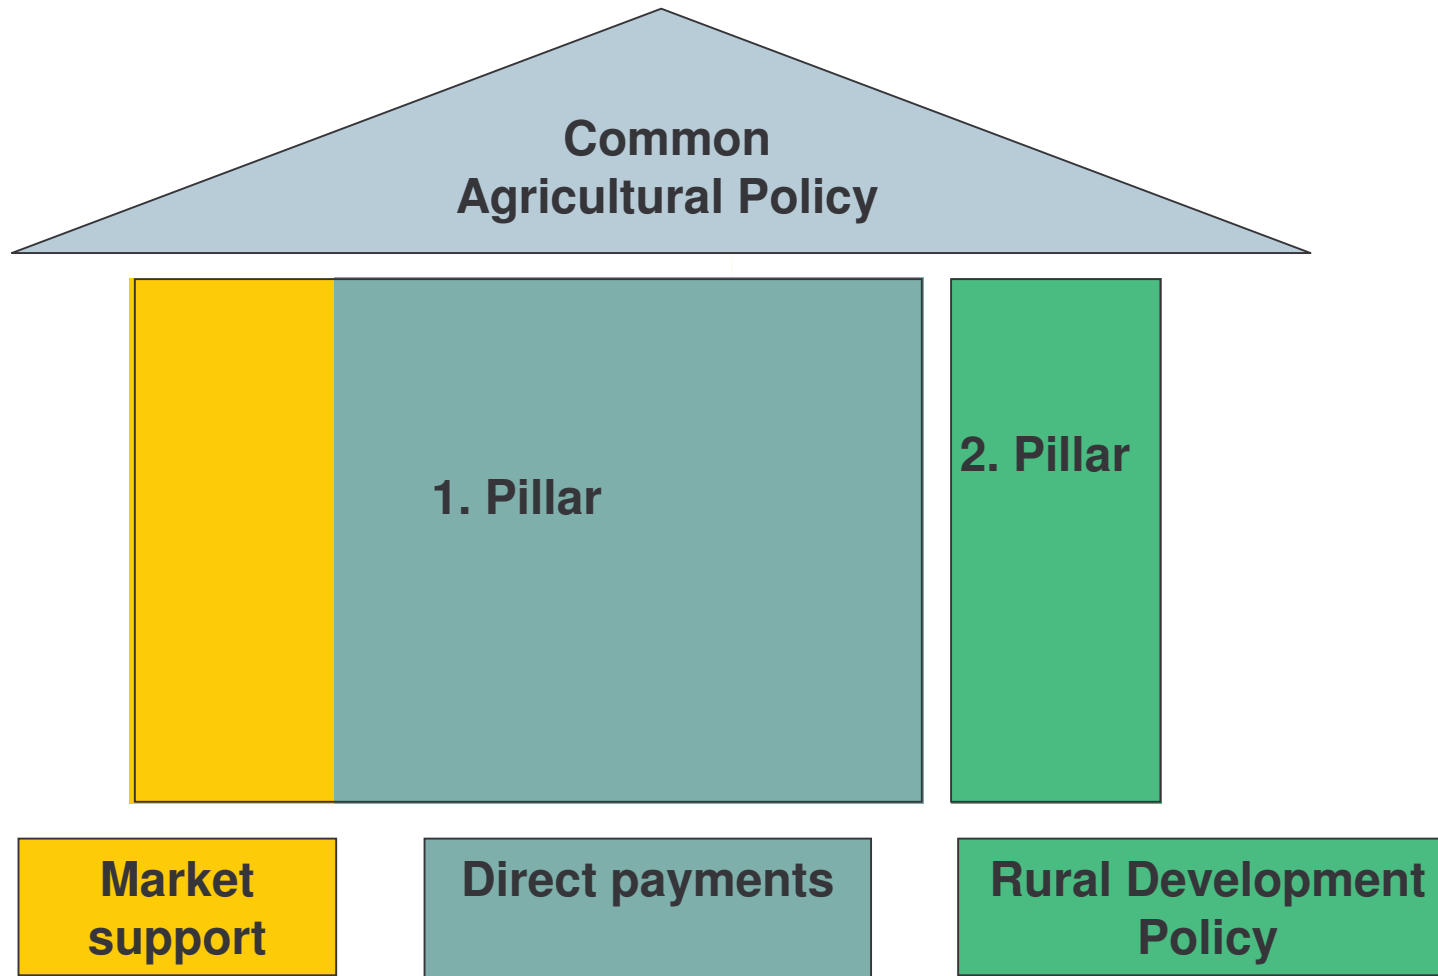 Common
Agricultural Policy
1. Pillar
2. Pillar
Market
support
Direct payments
Rural Development
Policy